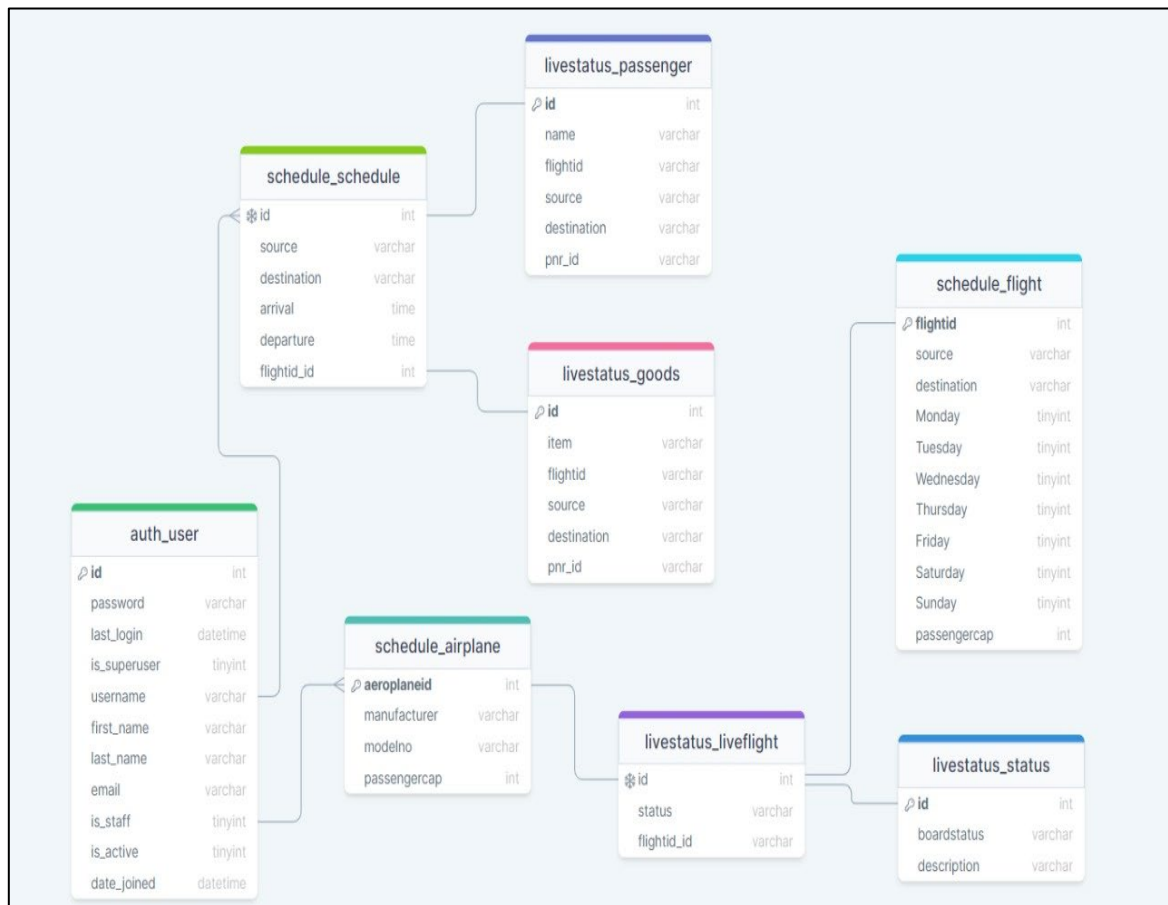 livestatus_passenger
id int
name varchar
flightid varchar
source varchar
destination varchar
pnr_id varchar
schedule_schedule
id int
source varchar
destination varchar
arrival time
departure time
flightid_id int
livestatus_goods
id int
item varchar
flightid varchar
source varchar
destination varchar
pnr_id varchar
schedule_flight
flightid int
source varchar
destination varchar
Monday tinyint
Tuesday tinyint
Wednesday tinyint
Thursday tinyint
Friday tinyint
Saturday tinyint
Sunday tinyint
passengercap int
auth_user
id int
password varchar
last_login datetime
is_superuser tinyint
username varchar
first_name varchar
last_name varchar
email varchar
is_staff tinyint
is_active tinyint
date_joined datetime
schedule_airplane
aeroplaneid int
manufacturer varchar
modelno varchar
passengercap int
livestatus_liveflight
id int
status varchar
flightid_id varchar
livestatus_status
id int
boardstatus varchar
description varchar